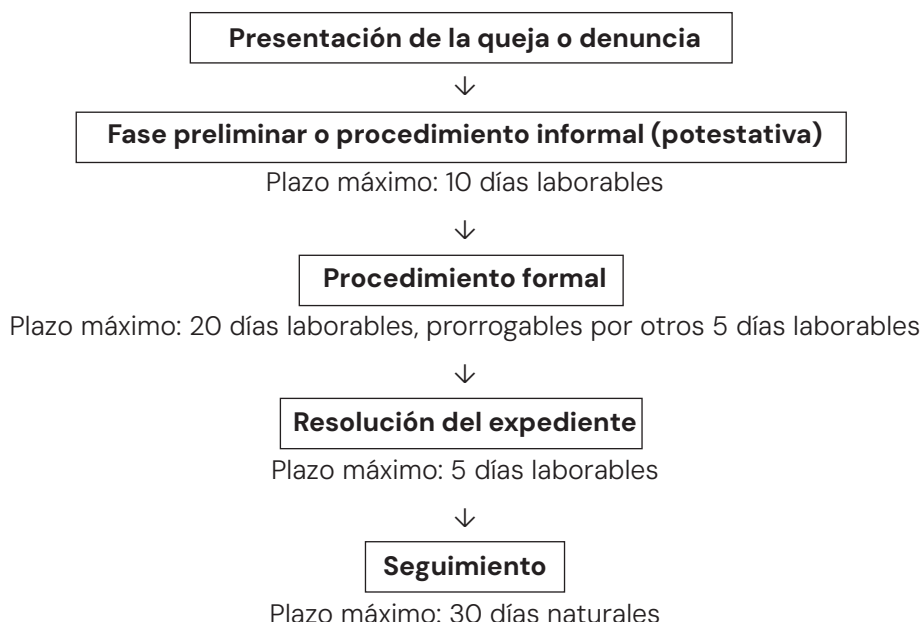 Presentación de la queja o denuncia
↓
Fase preliminar o procedimiento informal (potestativa)
Plazo máximo: 10 días laborables
↓
Procedimiento formal
Plazo máximo: 20 días laborables, prorrogables por otros 5 días laborables
↓
Resolución del expediente
Plazo máximo: 5 días laborables
↓
Seguimiento
Plazo máximo: 30 días naturales